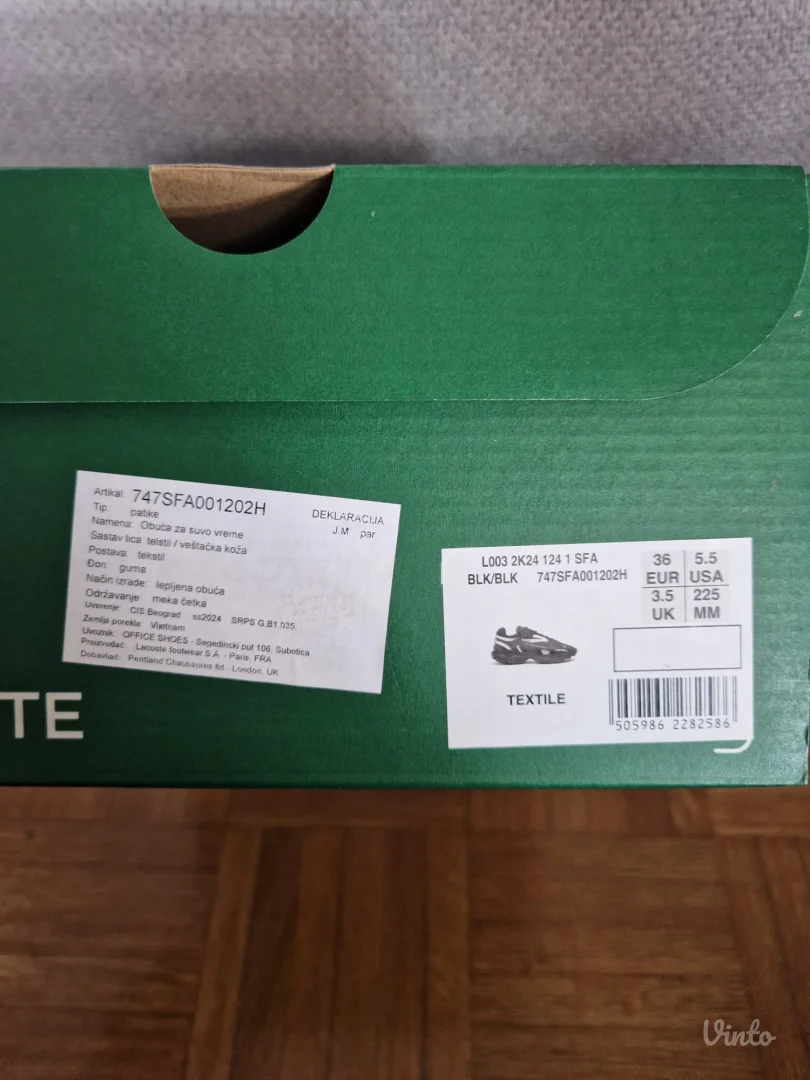 Artikal 747SFA001202H
DEKLARACIJA
Tip: patike
J.M par
Namena: Obuća za suvo vreme
Sastav lica: tekstil / veštačka koža
Postava: tekstil
Đon: guma
Način izrade: lepljena obuća
Održavanje: meka četka
Uverenje: CIS Beograd ss2024 SRPS G.B1.035,
Zemlja porekla: Vijetnam
Uvoznik: OFFICE SHOES - Segedincki put 106, Subotica
Proizvođač: Lacoste footwear S.A. - Paris, FRA
Dobavljač: Pentland Chaussures ltd - London, UK
L003 2K24 124 1 SFA
BLK/BLK 747SFA001202H
36 5.5
EUR USA
3.5 225
UK MM
TEXTILE
505986 2282586
TE
Vinto